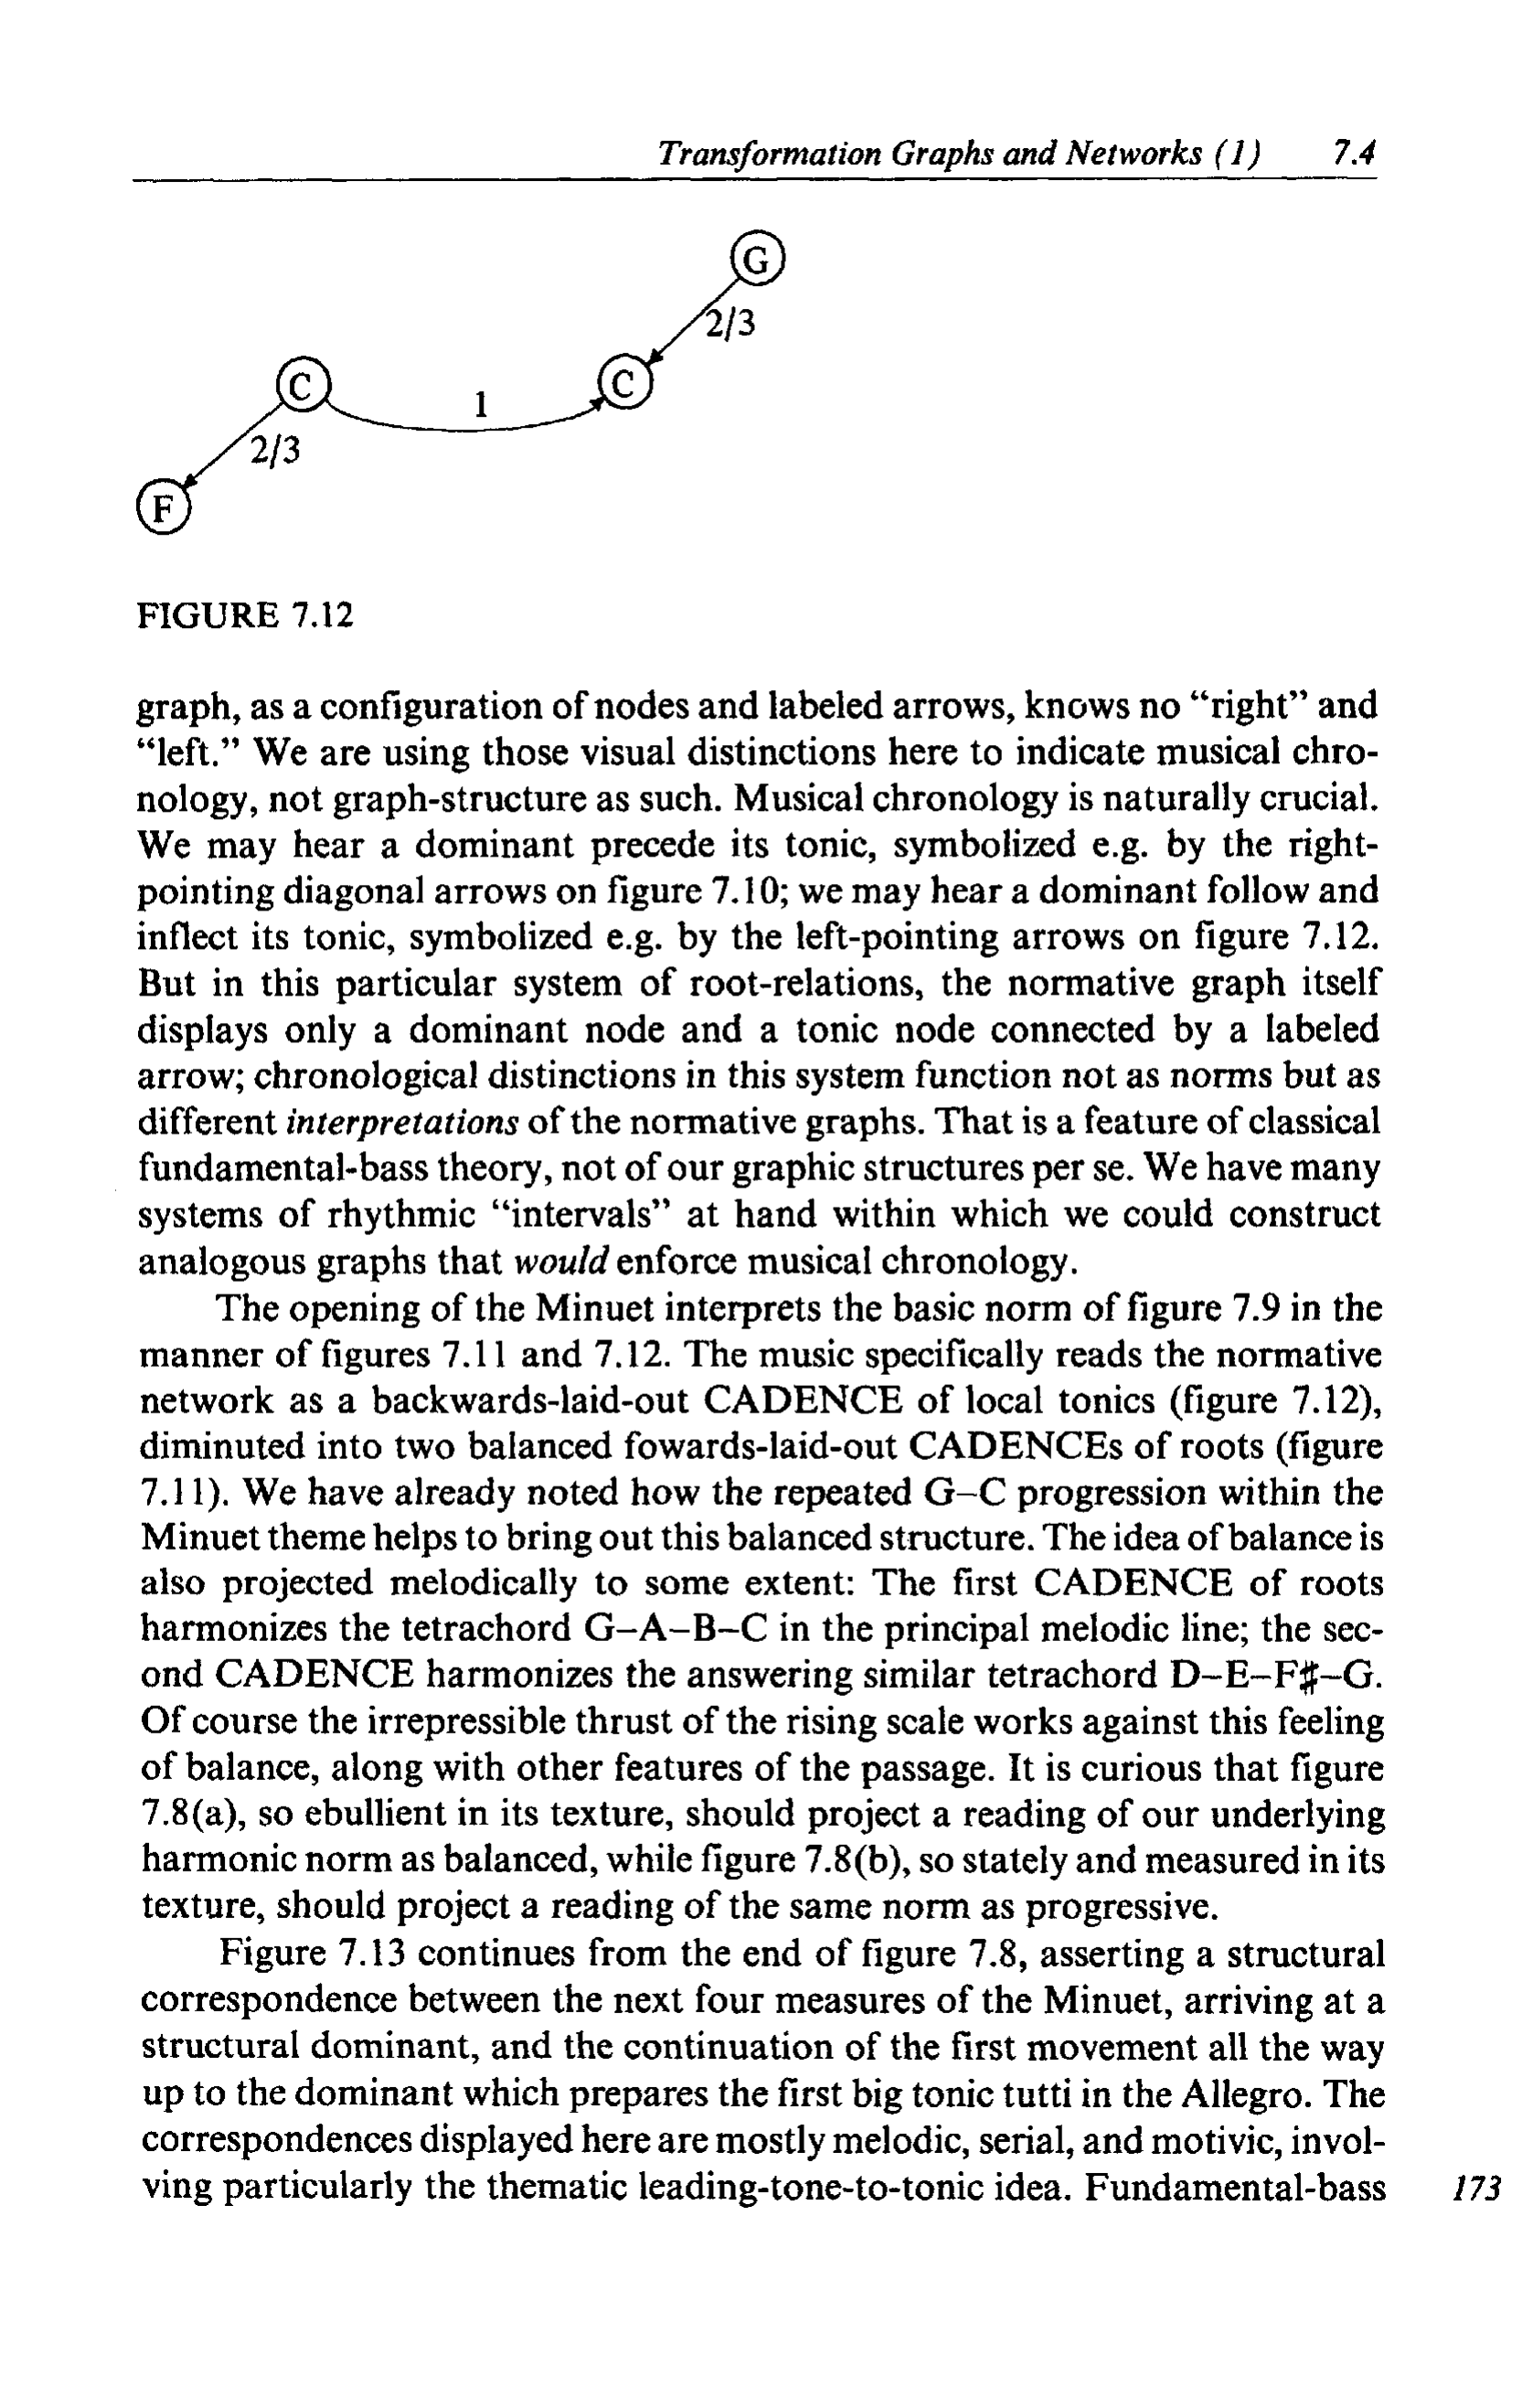 Transformation Graphs and Networks (1) 7.4
G
2/3
C
1
C
2/3
F
FIGURE 7.12
graph, as a configuration of nodes and labeled arrows, knows no “right” and
“left.” We are using those visual distinctions here to indicate musical chro-
nology, not graph-structure as such. Musical chronology is naturally crucial.
We may hear a dominant precede its tonic, symbolized e.g. by the right-
pointing diagonal arrows on figure 7.10; we may hear a dominant follow and
inflect its tonic, symbolized e.g. by the left-pointing arrows on figure 7.12.
But in this particular system of root-relations, the normative graph itself
displays only a dominant node and a tonic node connected by a labeled
arrow; chronological distinctions in this system function not as norms but as
different interpretations of the normative graphs. That is a feature of classical
fundamental-bass theory, not of our graphic structures per se. We have many
systems of rhythmic “intervals” at hand within which we could construct
analogous graphs that would enforce musical chronology.
The opening of the Minuet interprets the basic norm of figure 7.9 in the
manner of figures 7.11 and 7.12. The music specifically reads the normative
network as a backwards-laid-out CADENCE of local tonics (figure 7.12),
diminuted into two balanced fowards-laid-out CADENCEs of roots (figure
7.11). We have already noted how the repeated G–C progression within the
Minuet theme helps to bring out this balanced structure. The idea of balance is
also projected melodically to some extent: The first CADENCE of roots
harmonizes the tetrachord G–A–B–C in the principal melodic line; the sec-
ond CADENCE harmonizes the answering similar tetrachord D–E–F♯–G.
Of course the irrepressible thrust of the rising scale works against this feeling
of balance, along with other features of the passage. It is curious that figure
7.8(a), so ebullient in its texture, should project a reading of our underlying
harmonic norm as balanced, while figure 7.8(b), so stately and measured in its
texture, should project a reading of the same norm as progressive.
Figure 7.13 continues from the end of figure 7.8, asserting a structural
correspondence between the next four measures of the Minuet, arriving at a
structural dominant, and the continuation of the first movement all the way
up to the dominant which prepares the first big tonic tutti in the Allegro. The
correspondences displayed here are mostly melodic, serial, and motivic, invol-
ving particularly the thematic leading-tone-to-tonic idea. Fundamental-bass
173